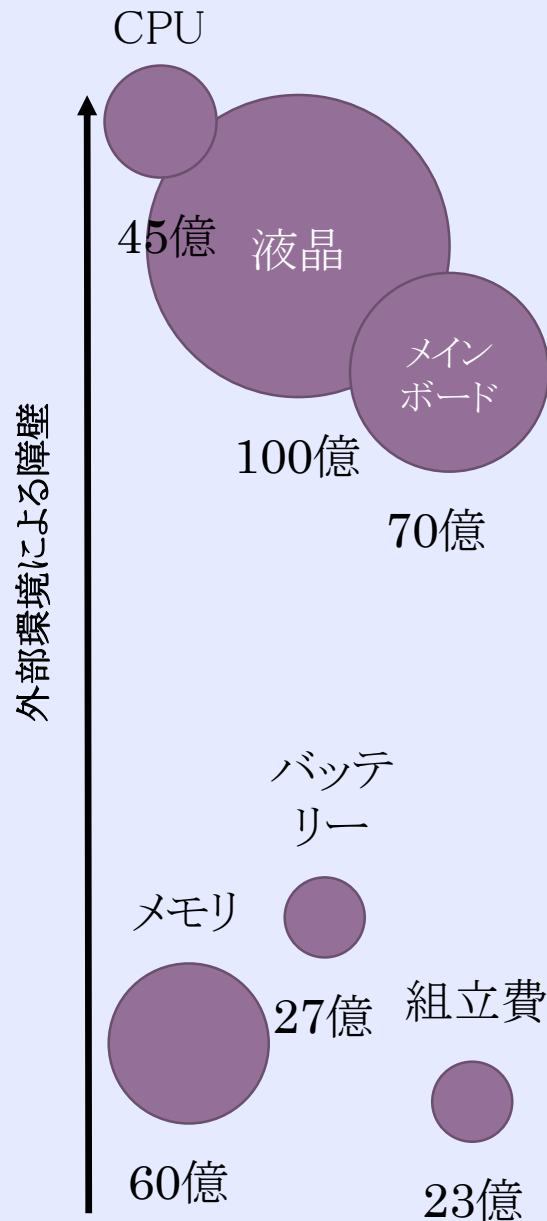 CPU
45億
液晶
メイン
ボード
100億
70億
外部環境による障壁
バッテ
リー
メモリ
27億
組立費
60億
23億